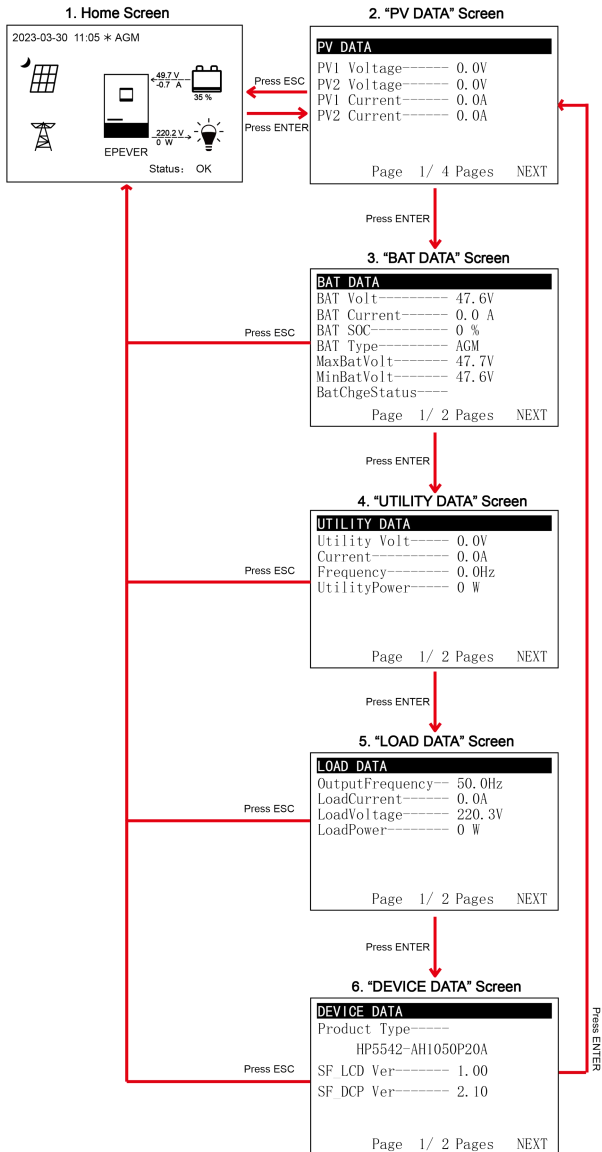 1. Home Screen
2023-03-30 11:05 ＊ AGM
49.7 V
-0.7 A
35 %
220.2 V
0 W
EPEVER
Status： OK
Press ESC
Press ENTER
2. “PV DATA” Screen
PV DATA
PV1 Voltage------ 0.0V
PV2 Voltage------ 0.0V
PV1 Current------ 0.0A
PV2 Current------ 0.0A
Page 1/ 4 Pages NEXT
Press ENTER
3. “BAT DATA” Screen
BAT DATA
BAT Volt--------- 47.6V
BAT Current------ 0.0 A
BAT SOC---------- 0 %
BAT Type--------- AGM
MaxBatVolt------- 47.7V
MinBatVolt------- 47.6V
BatChgeStatus----
Page 1/ 2 Pages NEXT
Press ESC
Press ENTER
4. “UTILITY DATA” Screen
UTILITY DATA
Utility Volt----- 0.0V
Current---------- 0.0A
Frequency-------- 0.0Hz
UtilityPower----- 0 W
Page 1/ 2 Pages NEXT
Press ESC
Press ENTER
5. “LOAD DATA” Screen
LOAD DATA
OutputFrequency-- 50.0Hz
LoadCurrent------ 0.0A
LoadVoltage------ 220.3V
LoadPower-------- 0 W
Page 1/ 2 Pages NEXT
Press ESC
Press ENTER
6. “DEVICE DATA” Screen
DEVICE DATA
Product Type-----
HP5542-AH1050P20A
SF_LCD Ver------- 1.00
SF_DCP Ver------- 2.10
Page 1/ 2 Pages NEXT
Press ESC
Press ENTER